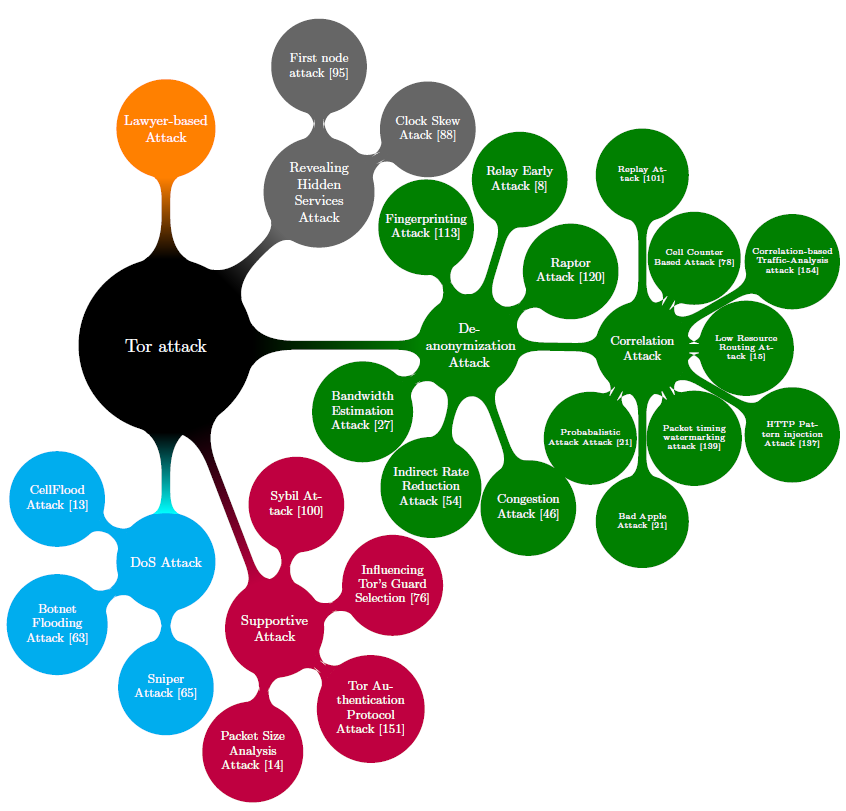 First node
attack [95]
Lawyer-based
Attack
Clock Skew
Atack [88]
Revealing
Hidden
Services
Attack
Relay Early
Attack [8]
Replay At-
tack [101]
Fingerprinting
Attack [113]
Cell Counter
Based Attack [78]
Correlation-based
Traffic-Analysis
attack [154]
Raptor
Attack [120]
Tor attack
De-
anonymization
Attack
Correlation
Attack
Low Resource
Routing At-
tack [15]
Bandwidth
Estimation
Attack [27]
Probabalistic
Attack Attack [21]
Packet timing
watermarking
attack [139]
HTTP Pat-
tern injection
Attack [137]
Indirect Rate
Reduction
Attack [54]
Congestion
Attack [46]
Bad Apple
Attack [21]
CellFlood
Attack [13]
Sybil At-
tack [100]
DoS Attack
Influencing
Tor's Guard
Selection [76]
Botnet
Flooding
Attack [63]
Supportive
Attack
Sniper
Attack [65]
Tor Au-
thentication
Protocol
Attack [151]
Packet Size
Analysis
Attack [14]